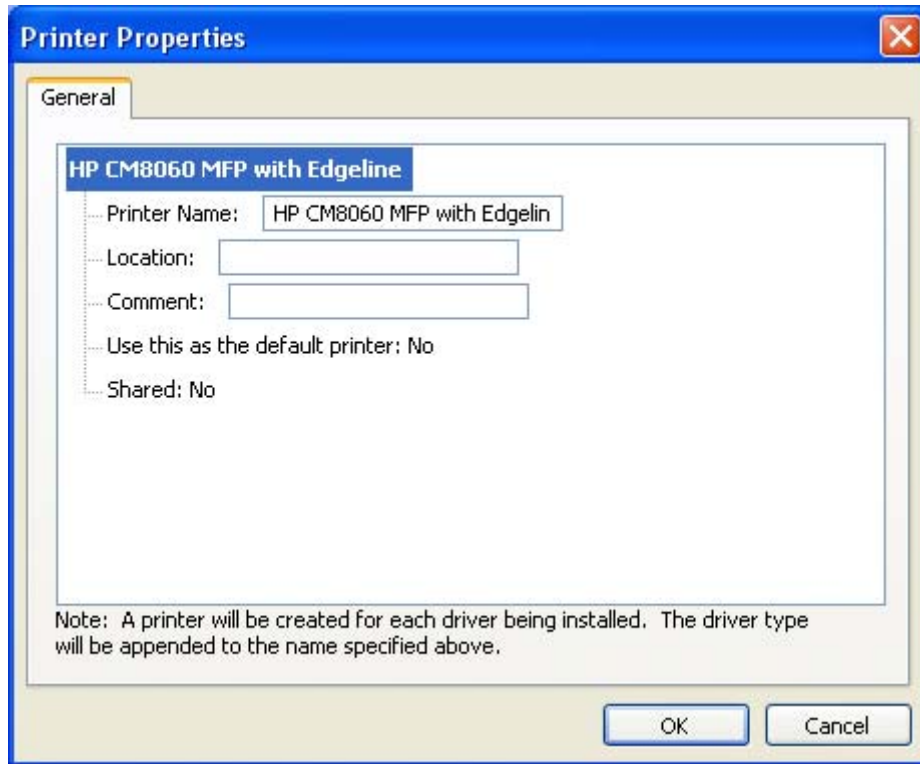 Printer Properties
General
HP CM8060 MFP with Edgeline
Printer Name: HP CM8060 MFP with Edgelin
Location:
Comment:
Use this as the default printer: No
Shared: No
Note: A printer will be created for each driver being installed. The driver type
will be appended to the name specified above.
OK Cancel